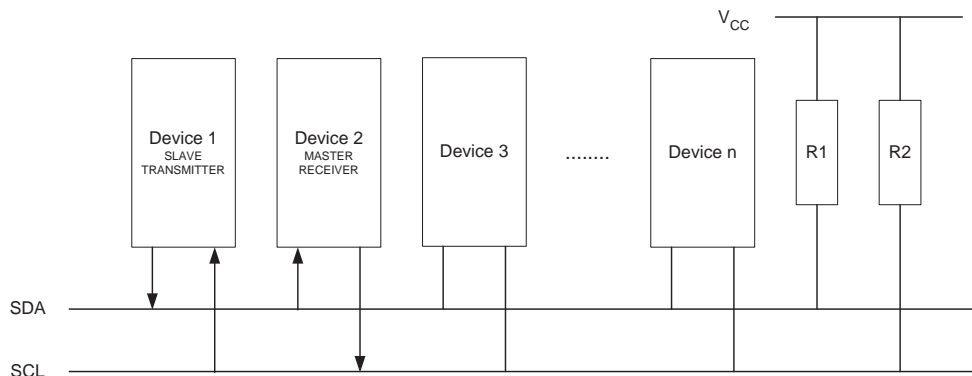 VCC
Device 1
SLAVE
TRANSMITTER
Device 2
MASTER
RECEIVER
Device 3
........
Device n
R1
R2
SDA
SCL